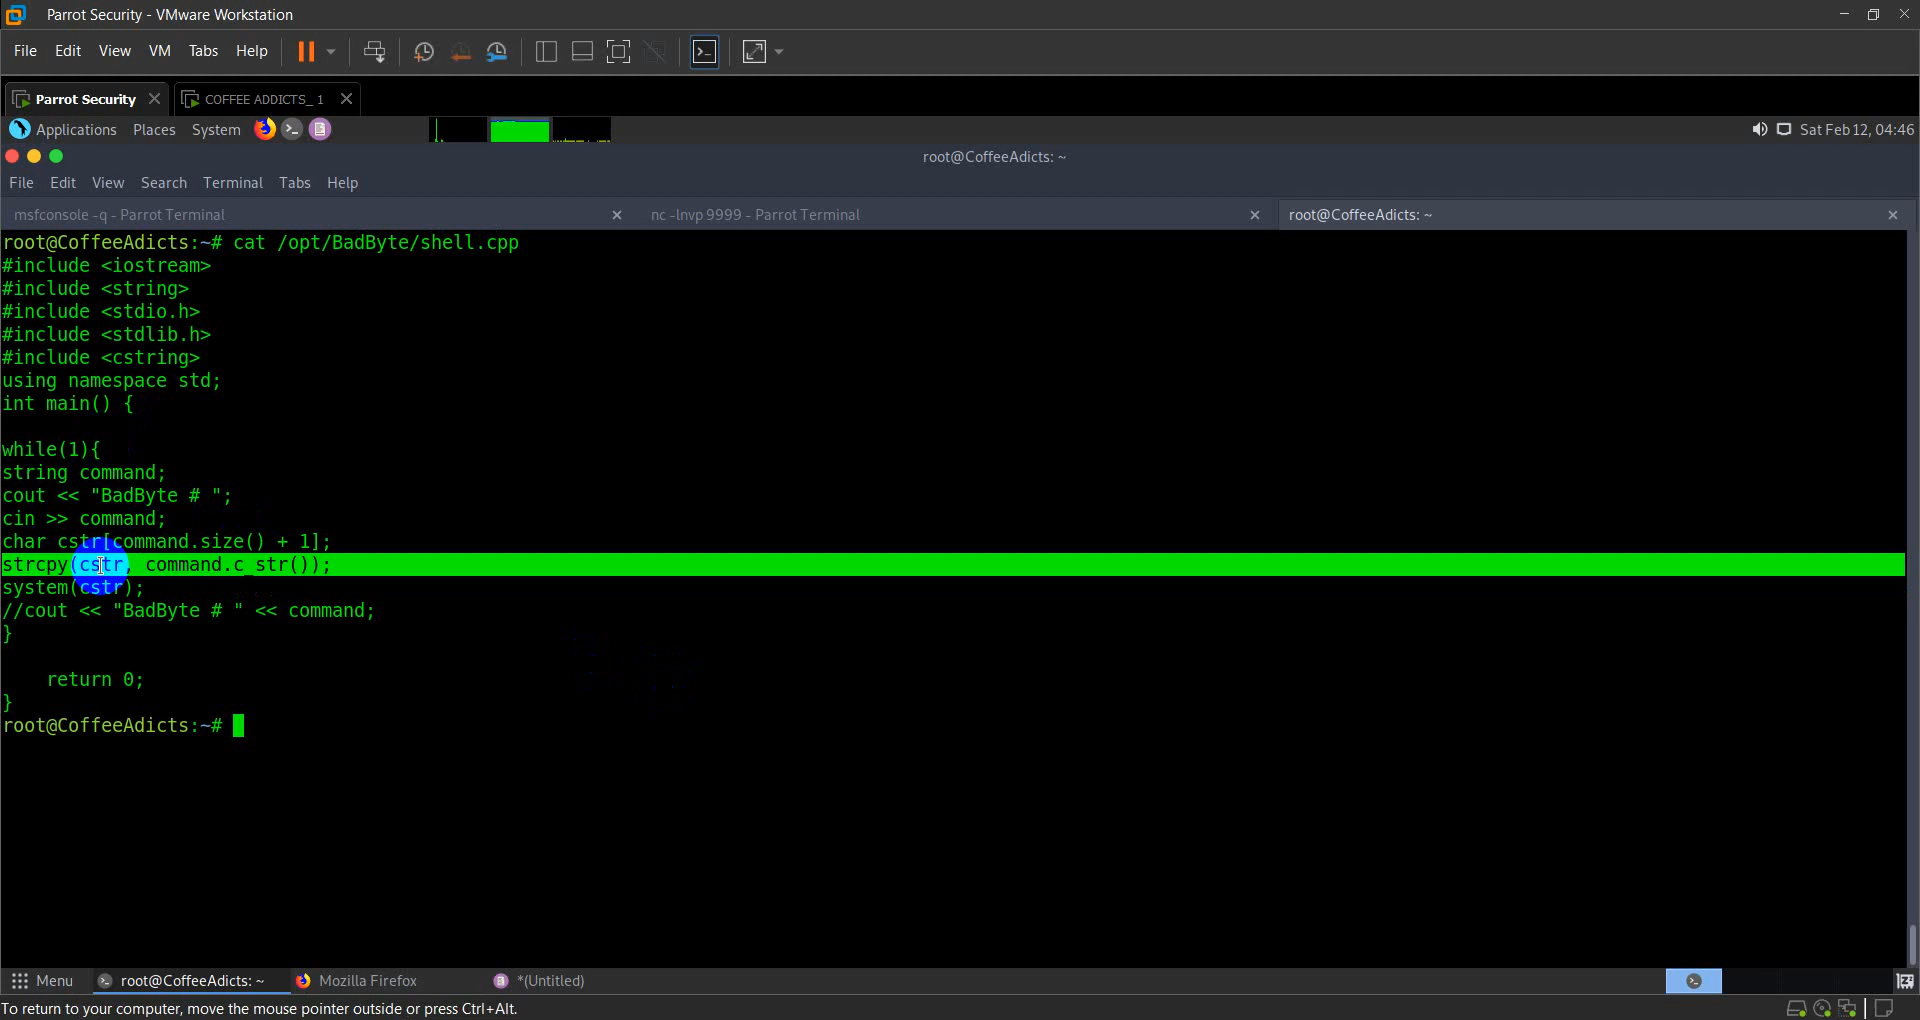 Parrot Security - VMware Workstation
File Edit View VM Tabs Help
Parrot Security COFFEE ADDICTS_ 1
Applications Places System Sat Feb 12, 04:46
root@CoffeeAdicts: ~
File Edit View Search Terminal Tabs Help
msfconsole -q - Parrot Terminal nc -lnvp 9999 - Parrot Terminal root@CoffeeAdicts: ~
root@CoffeeAdicts:~# cat /opt/BadByte/shell.cpp
#include <iostream>
#include <string>
#include <stdio.h>
#include <stdlib.h>
#include <cstring>
using namespace std;
int main() {
while(1){
string command;
cout << "BadByte # ";
cin >> command;
char cstr[command.size() + 1];
strcpy(cstr, command.c_str());
system(cstr);
//cout << "BadByte # " << command;
}
    return 0;
}
root@CoffeeAdicts:~#
Menu root@CoffeeAdicts: ~ Mozilla Firefox *(Untitled)
To return to your computer, move the mouse pointer outside or press Ctrl+Alt.